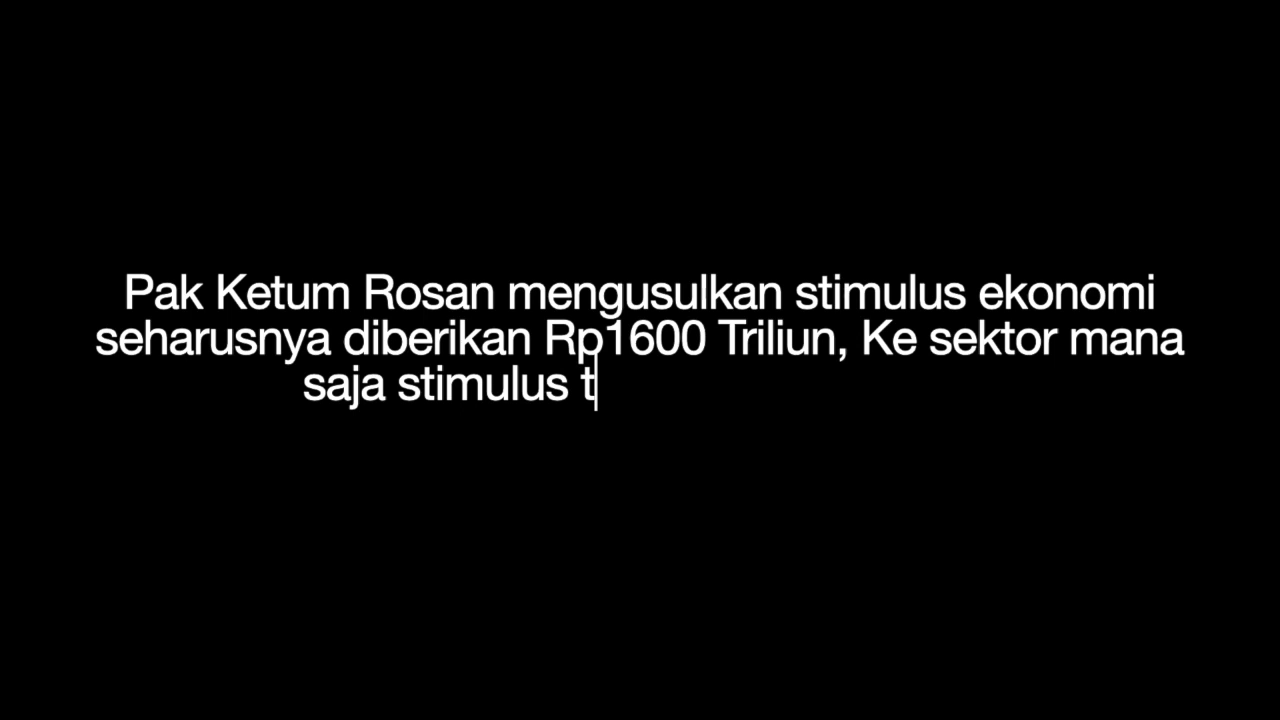 Pak Ketum Rosan mengusulkan stimulus ekonomi
seharusnya diberikan Rp1600 Triliun, Ke sektor mana
saja stimulus t